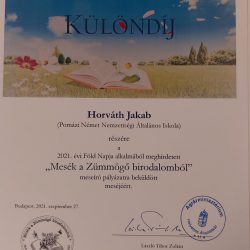 KÜLÖNDÍJ
Horváth Jakab
(Pomázi Német Nemzetiségi Általános Iskola)
részére
a
2021. évi Föld Napja alkalmából meghirdetett
„Mesék a Zümmögő birodalomból”
meseíró pályázatra beküldött
meséjéért.
Budapest, 2021. szeptember 27.
László Tibor Zoltán
Agrárminisztérium